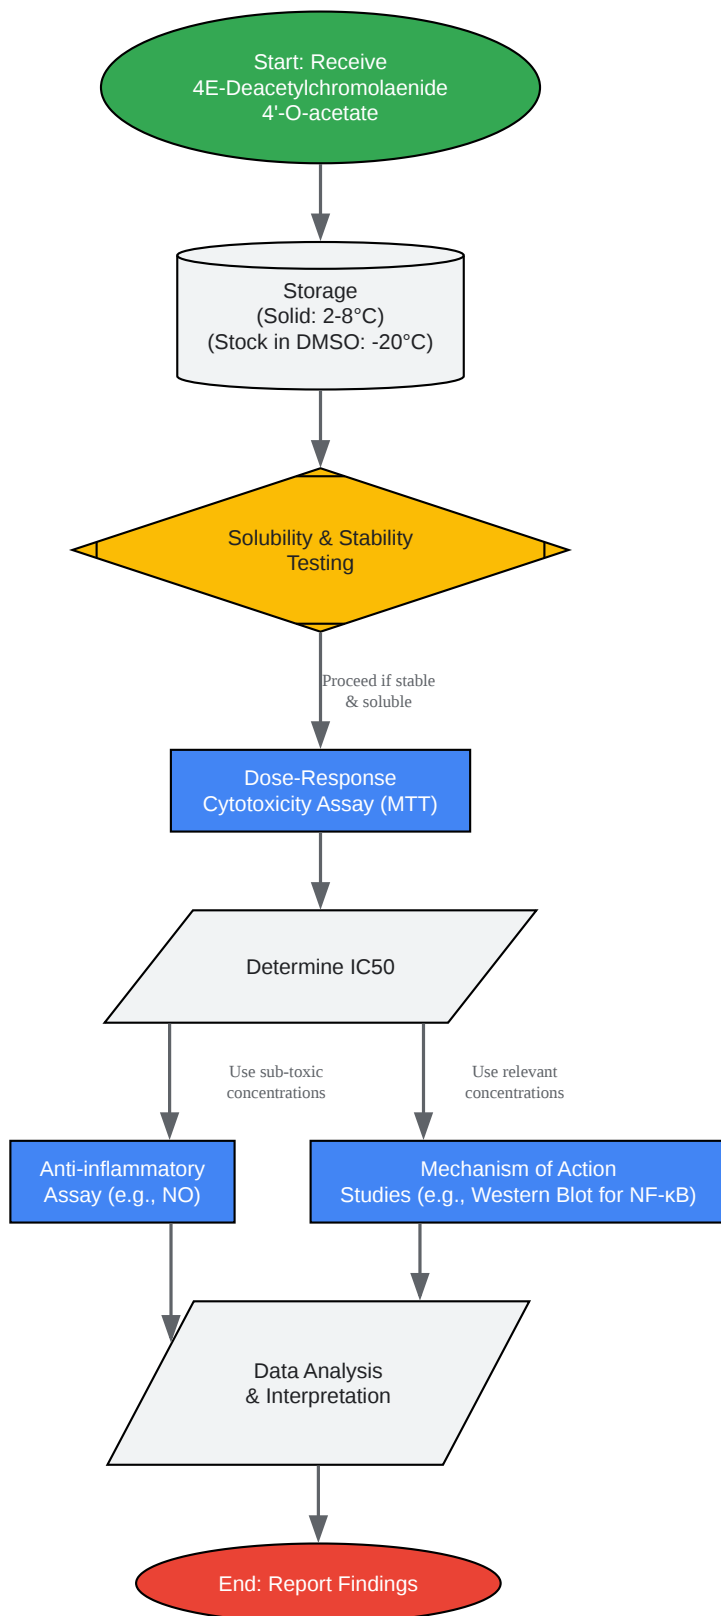 Start: Receive
4E-Deacetylchromolaenide
4'-O-acetate
Storage
(Solid: 2-8°C)
(Stock in DMSO: -20°C)
Solubility & Stability
Testing
Proceed if stable
& soluble
Dose-Response
Cytotoxicity Assay (MTT)
Determine IC50
Use sub-toxic
concentrations
Use relevant
concentrations
Anti-inflammatory
Assay (e.g., NO)
Mechanism of Action
Studies (e.g., Western Blot for NF-κB)
Data Analysis
& Interpretation
End: Report Findings